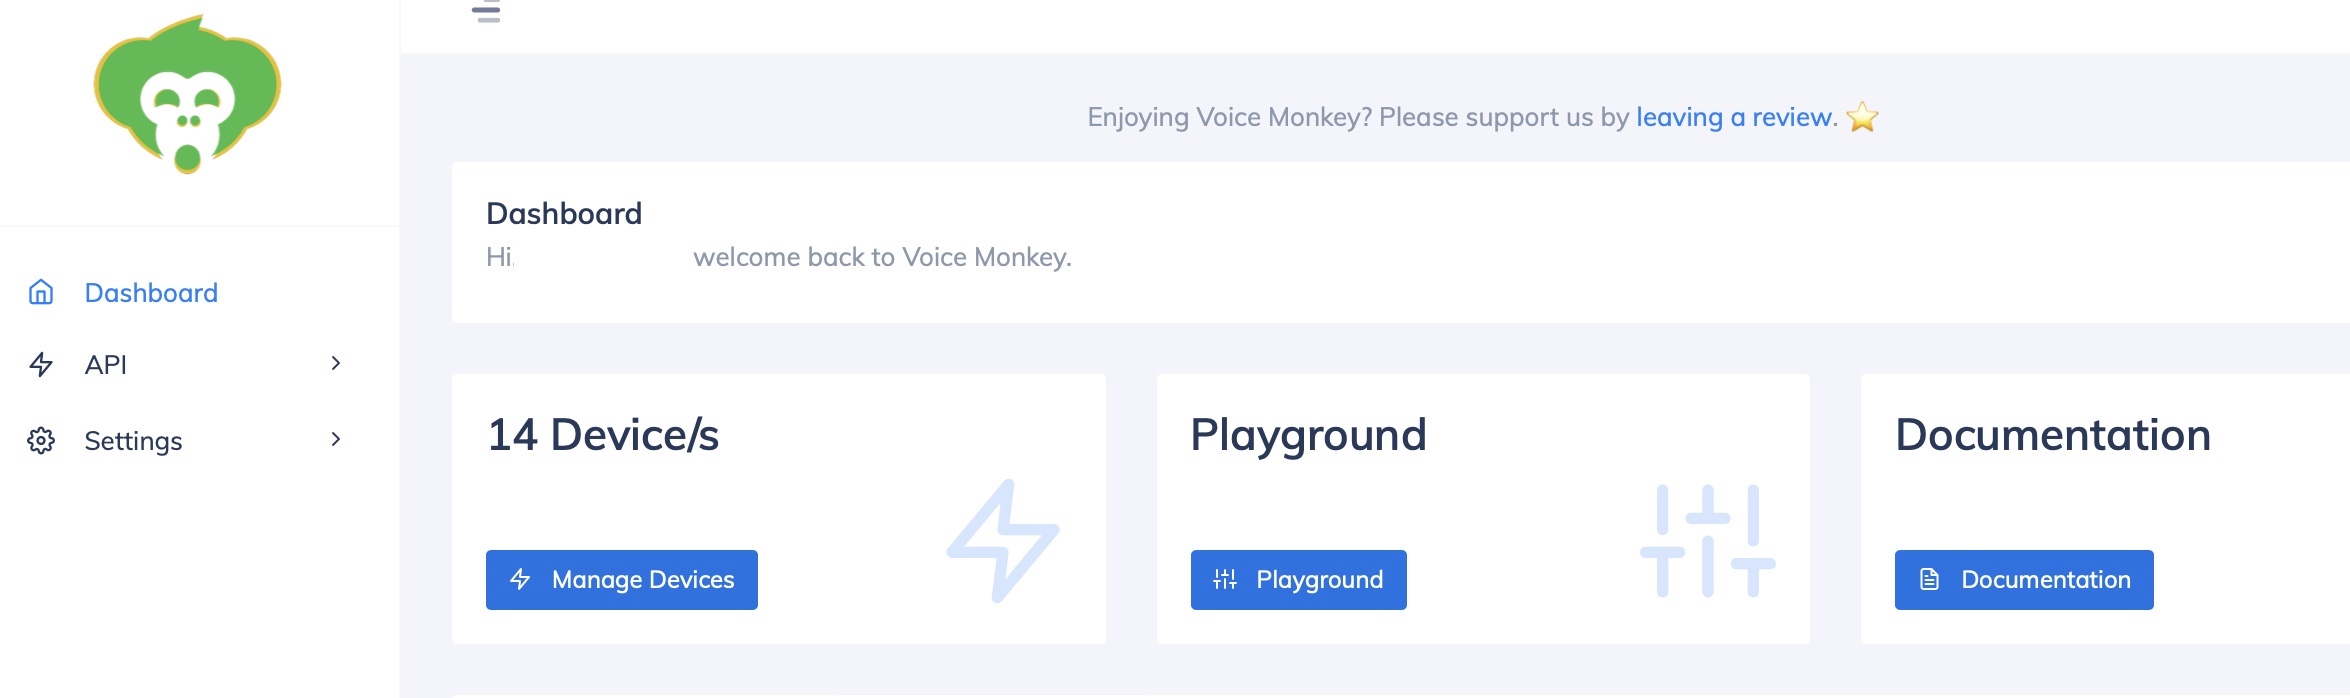 Enjoying Voice Monkey? Please support us by leaving a review. ⭐
Dashboard
Hi, welcome back to Voice Monkey.
Dashboard
API
Settings
14 Device/s
Manage Devices
Playground
Playground
Documentation
Documentation